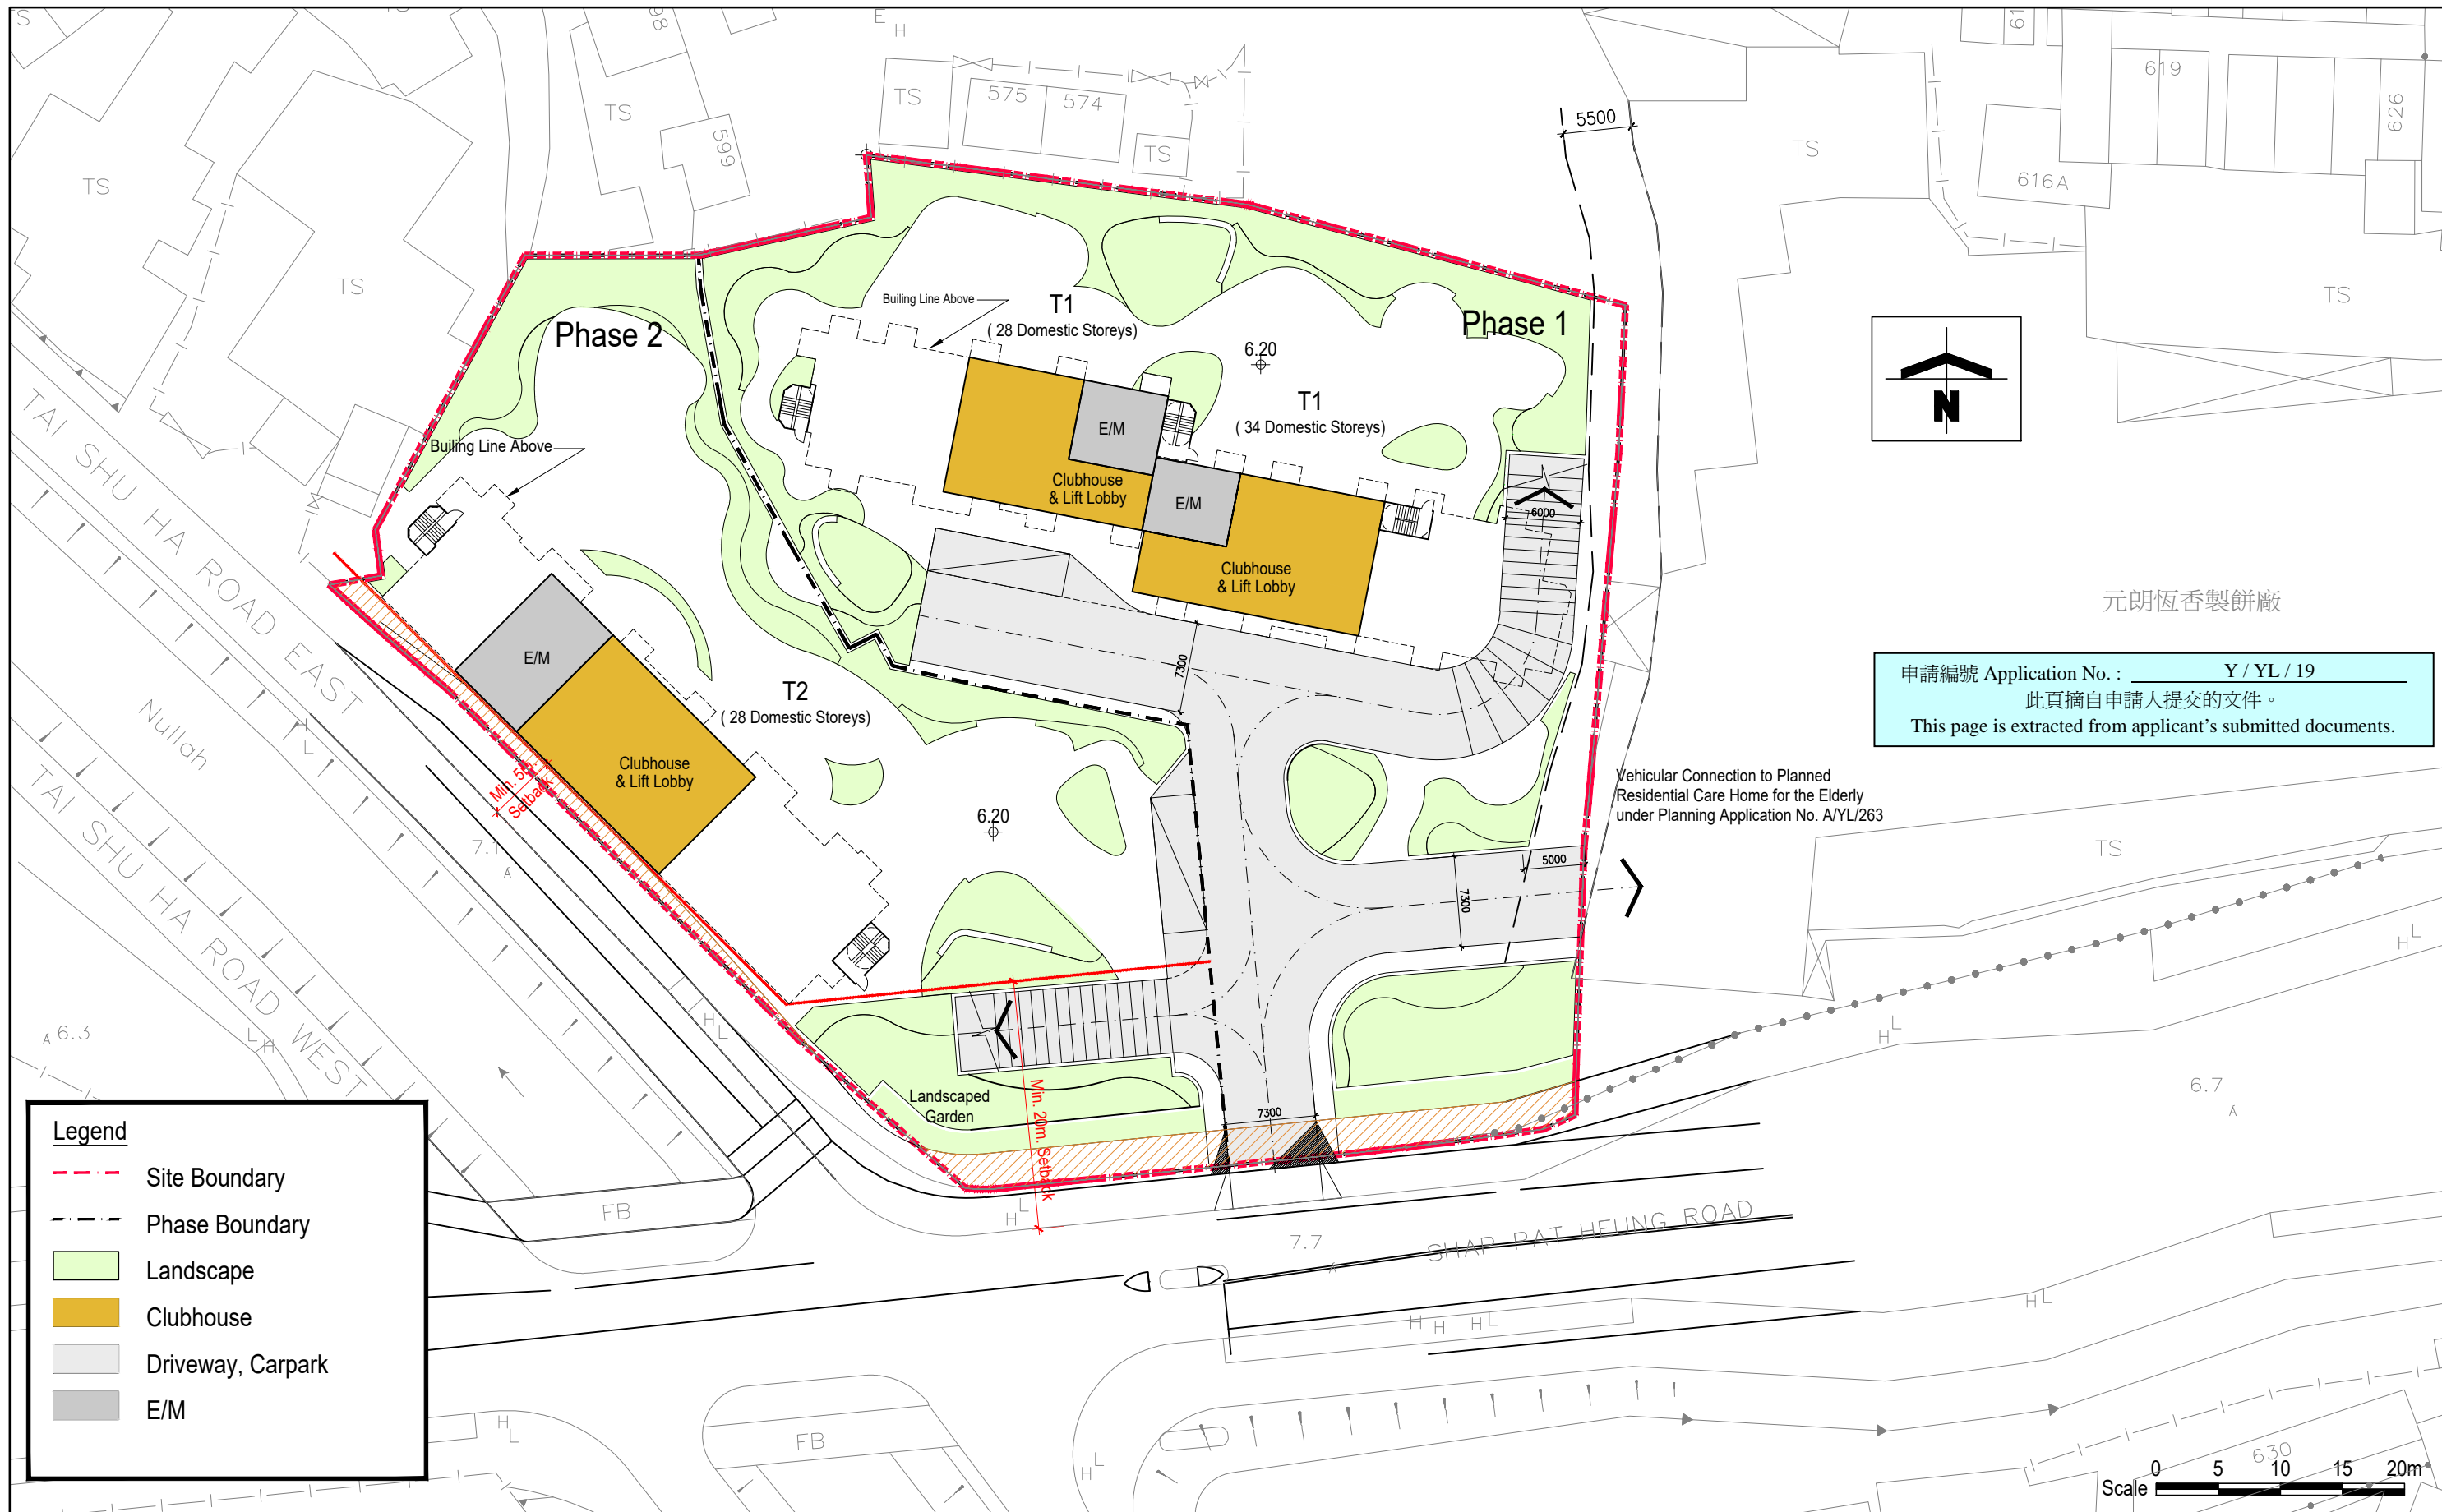 98
E
H
TS
TS
575
574
TS
599
TS
TS
TS
5500
TS
619
61
626
616A
TS
Phase 2
Phase 1
Builing Line Above
T1
( 28 Domestic Storeys)
6.20
T1
( 34 Domestic Storeys)
E/M
Clubhouse
& Lift Lobby
E/M
Clubhouse
& Lift Lobby
6000
N
Builing Line Above
TAI SHU HA ROAD EAST
Nullah
TAI SHU HA ROAD WEST
E/M
T2
( 28 Domestic Storeys)
Clubhouse
& Lift Lobby
7300
6.20
Min. 5m.
Setback
7.1
H
L
元朗恆香製餅廠
申請編號 Application No. : Y / YL / 19
此頁摘自申請人提交的文件。
This page is extracted from applicant's submitted documents.
Vehicular Connection to Planned
Residential Care Home for the Elderly
under Planning Application No. A/YL/263
5000
7300
TS
H L
H L
H L
6.3
L H
6.7
Landscaped
Garden
Min. 20m. Setback
7300
H L
FB
7.7
SHAP PAT HEUNG ROAD
H H H L
H L
H L
FB
H L
630
Legend
Site Boundary
Phase Boundary
Landscape
Clubhouse
Driveway, Carpark
E/M
Scale
0 5 10 15 20m